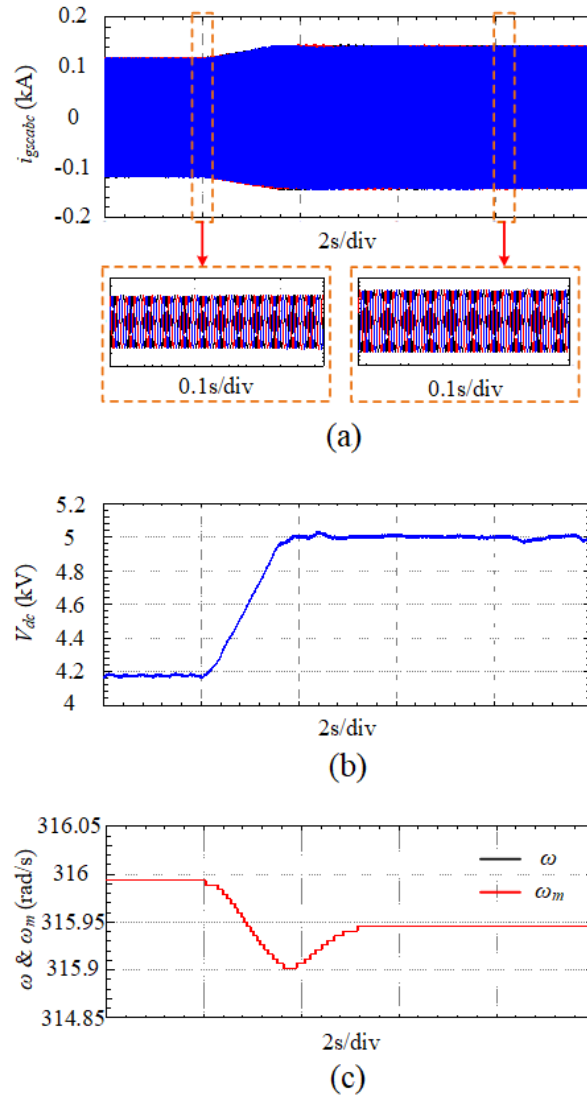 0.2
0.1
0
-0.1
-0.2
i_gscabc (kA)
2s/div
0.1s/div
0.1s/div
(a)
5.2
5
4.8
4.6
4.4
4.2
4
V_dc (kV)
2s/div
(b)
316.05
316
315.95
315.9
314.85
ω & ω_m (rad/s)
ω
ω_m
2s/div
(c)